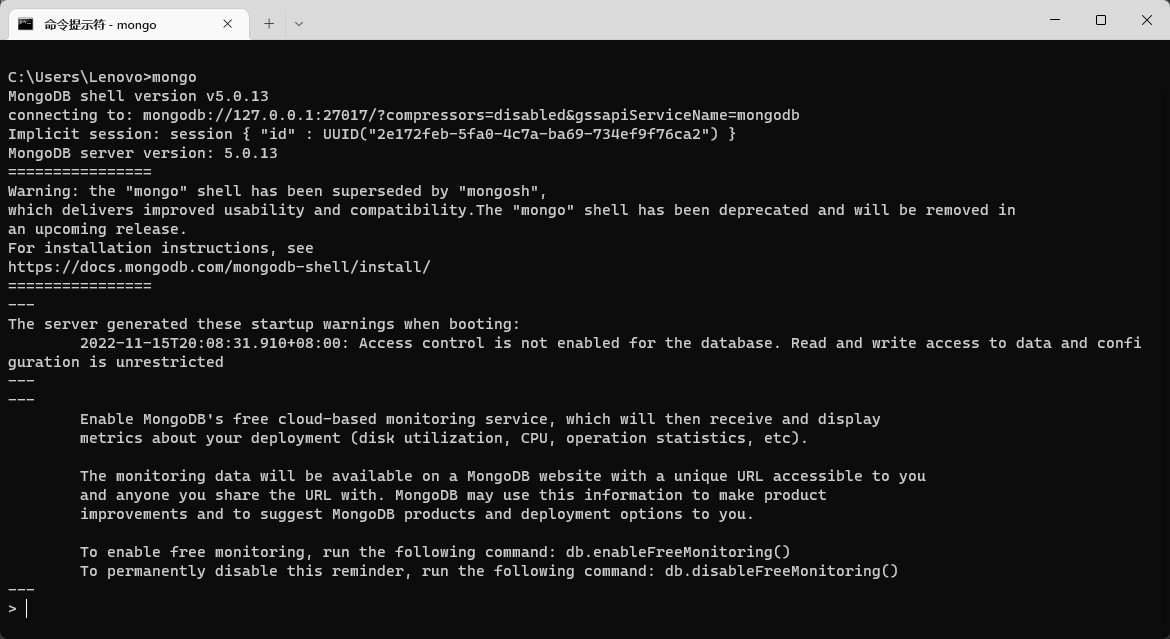 命令提示符 - mongo
C:\Users\Lenovo>mongo
MongoDB shell version v5.0.13
connecting to: mongodb://127.0.0.1:27017/?compressors=disabled&gssapiServiceName=mongodb
Implicit session: session { "id" : UUID("2e172feb-5fa0-4c7a-ba69-734ef9f76ca2") }
MongoDB server version: 5.0.13
================
Warning: the "mongo" shell has been superseded by "mongosh",
which delivers improved usability and compatibility.The "mongo" shell has been deprecated and will be removed in
an upcoming release.
For installation instructions, see
https://docs.mongodb.com/mongodb-shell/install/
================
---
The server generated these startup warnings when booting:
        2022-11-15T20:08:31.910+08:00: Access control is not enabled for the database. Read and write access to data and confi
guration is unrestricted
---
---
        Enable MongoDB's free cloud-based monitoring service, which will then receive and display
        metrics about your deployment (disk utilization, CPU, operation statistics, etc).

        The monitoring data will be available on a MongoDB website with a unique URL accessible to you
        and anyone you share the URL with. MongoDB may use this information to make product
        improvements and to suggest MongoDB products and deployment options to you.

        To enable free monitoring, run the following command: db.enableFreeMonitoring()
        To permanently disable this reminder, run the following command: db.disableFreeMonitoring()
---
>